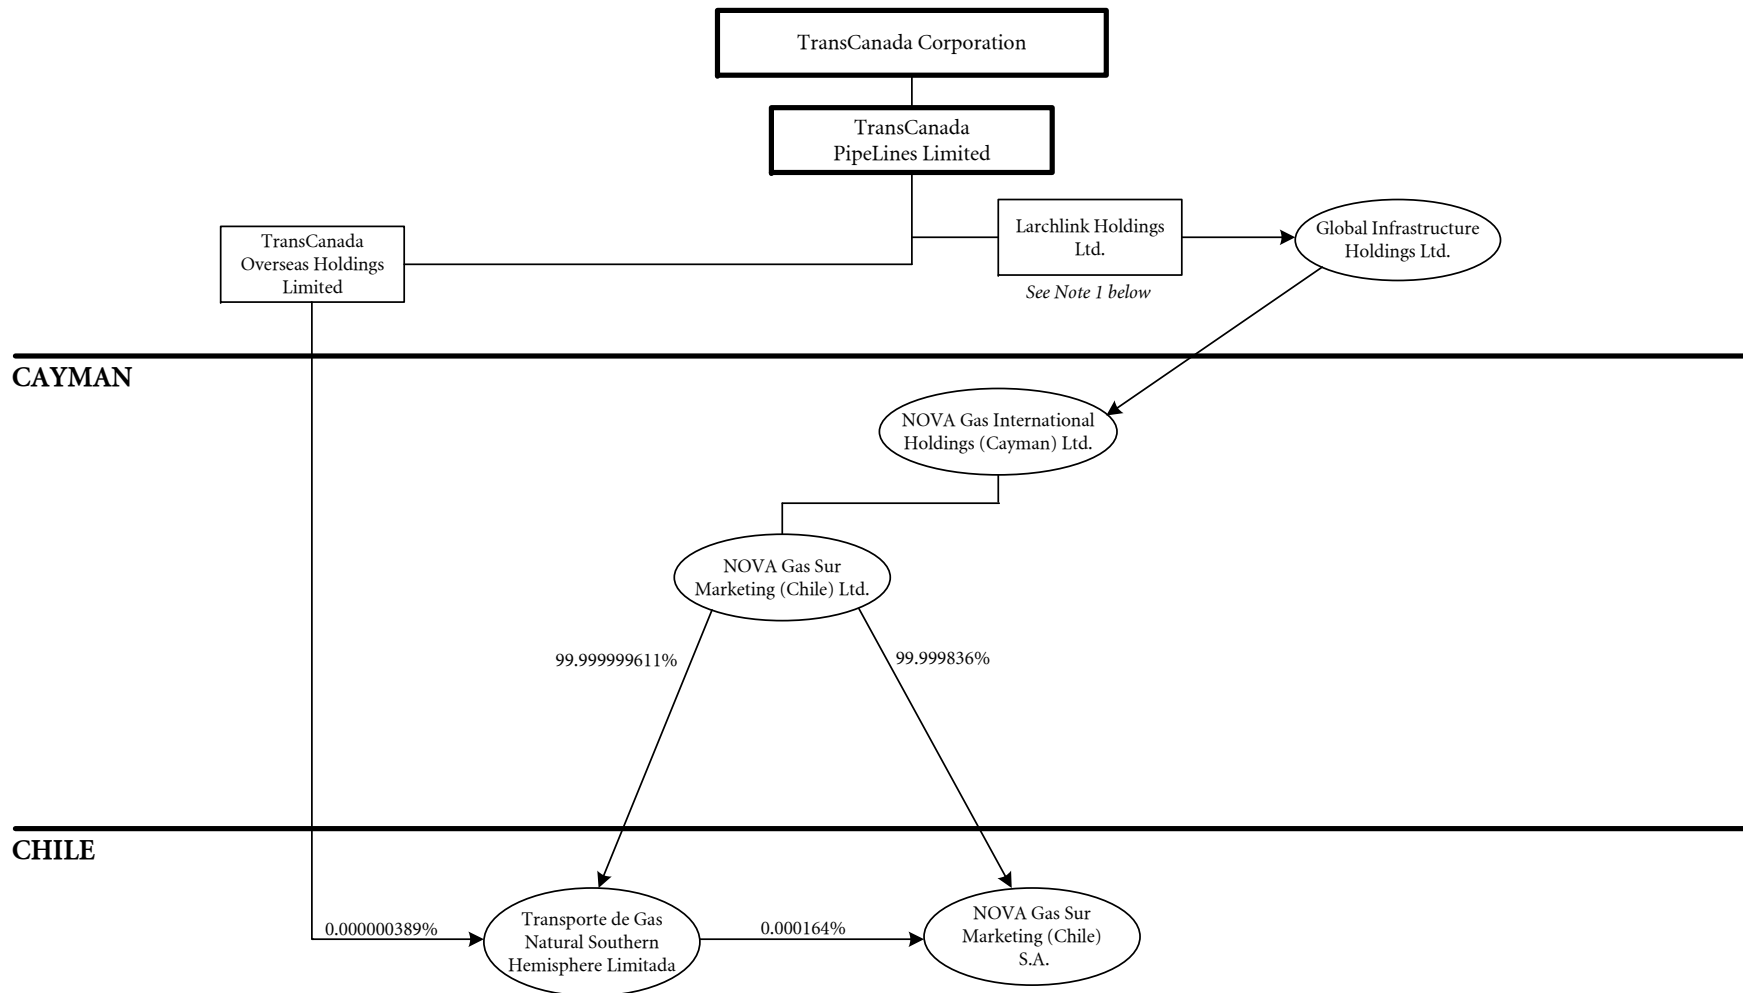 TransCanada Corporation
TransCanada
PipeLines Limited
TransCanada
Overseas Holdings
Limited
Larchlink Holdings
Ltd.
See Note 1 below
Global Infrastructure
Holdings Ltd.
CAYMAN
NOVA Gas International
Holdings (Cayman) Ltd.
NOVA Gas Sur
Marketing (Chile) Ltd.
99.999999611%
99.999836%
CHILE
0.000000389%
Transporte de Gas
Natural Southern
Hemisphere Limitada
0.000164%
NOVA Gas Sur
Marketing (Chile)
S.A.